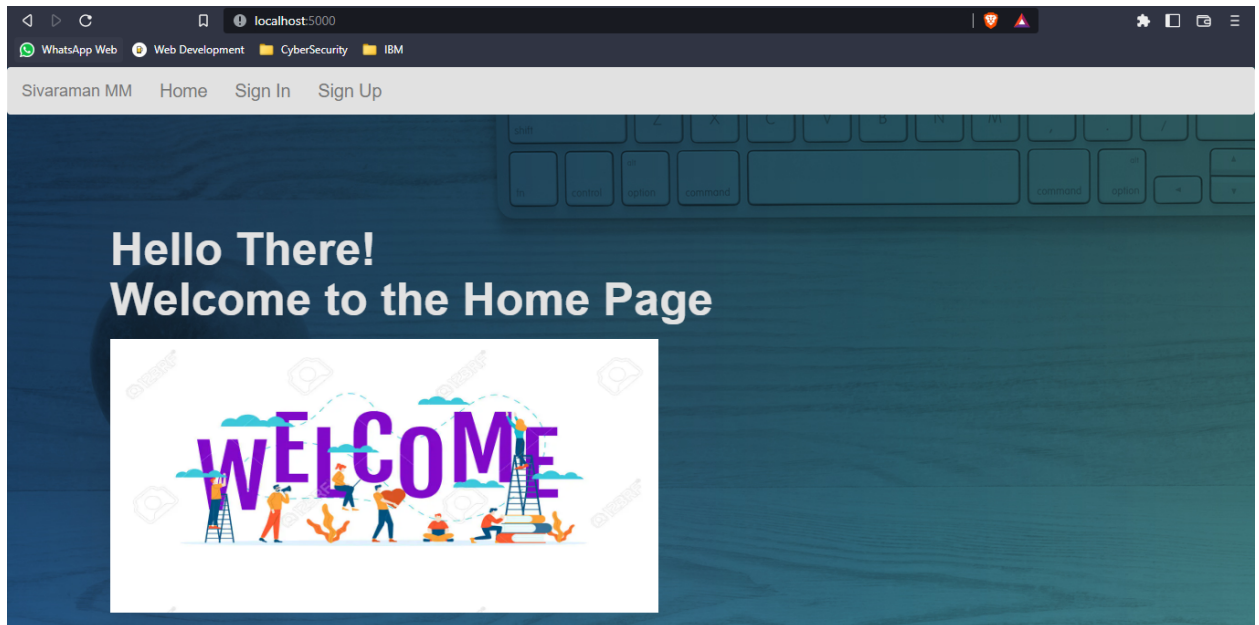 localhost:5000
WhatsApp Web Web Development CyberSecurity IBM
Sivaraman MM Home Sign In Sign Up
shift Z X C V B N M , . /
fn control option command command option
Hello There!
Welcome to the Home Page
WELCOME